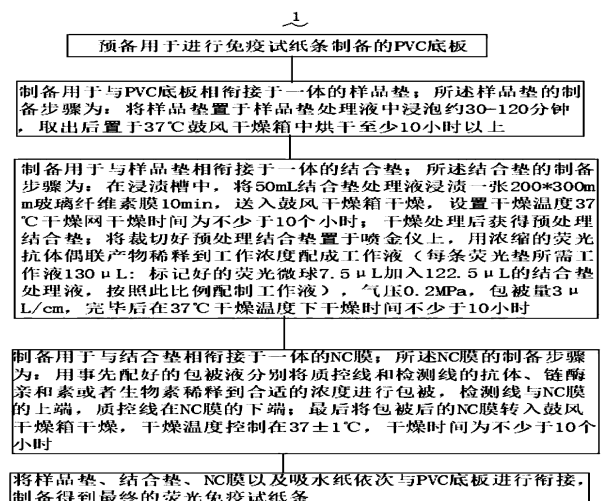 1
预备用于进行免疫试纸条制备的PVC底板
制备用于与PVC底板相衔接于一体的样品垫；所述样品垫的制
备步骤为：将样品垫置于样品垫处理液中浸泡约30-120分钟
，取出后置于37℃鼓风干燥箱中烘干至少10小时以上
制备用于与样品垫相衔接于一体的结合垫；所述结合垫的制备
步骤为：在浸渍槽中，将50mL结合垫处理液浸渍一张200*300m
m玻璃纤维素膜10min，送入鼓风干燥箱干燥，设置干燥温度37
℃干燥网干燥时间为不少于10个小时；干燥处理后获得预处理
结合垫；将裁切好预处理结合垫置于喷金仪上，用浓缩的荧光
抗体偶联产物稀释到工作浓度配成工作液（每条荧光垫所需工
作液130μL：标记好的荧光微球7.5μL加入122.5μL的结合垫
处理液，按照此比例配制工作液），气压0.2MPa，包被量3μ
L/cm，完毕后在37℃干燥温度下干燥时间不少于10小时
制备用于与结合垫相衔接于一体的NC膜；所述NC膜的制备步骤
为：用事先配好的包被液分别将质控线和检测线的抗体、链酶
亲和素或者生物素稀释到合适的浓度进行包被，检测线与NC膜
的上端，质控线在NC膜的下端；最后将包被后的NC膜转入鼓风
干燥箱干燥，干燥温度控制在37±1℃，干燥时间为不少于10个
小时
将样品垫、结合垫、NC膜以及吸水纸依次与PVC底板进行衔接，
制备得到最终的荧光免疫试纸条